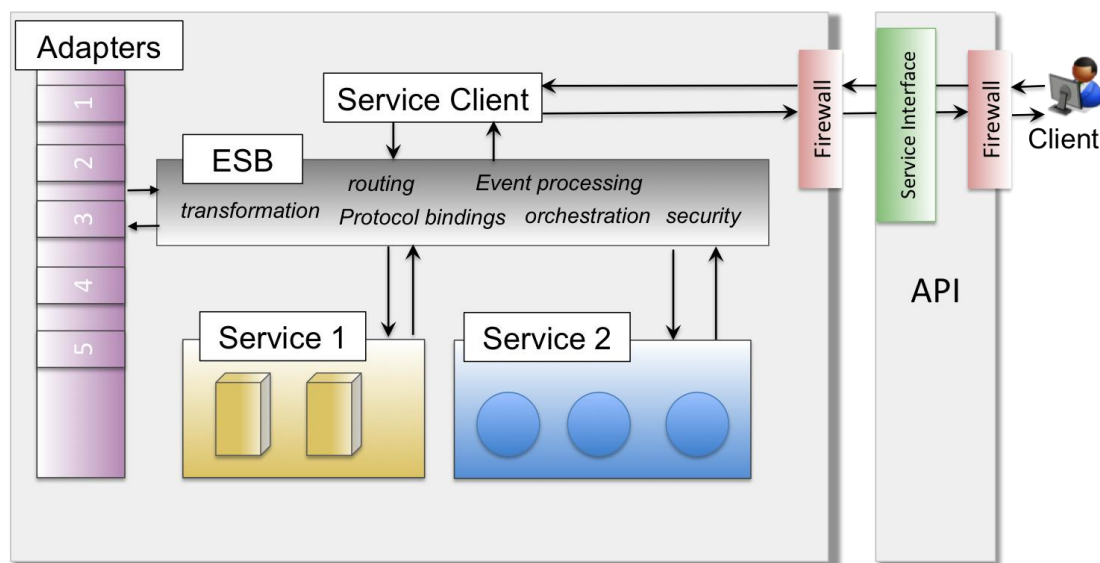 Adapters
1
2
3
4
5
Service Client
ESB
routing
Event processing
transformation
Protocol bindings
orchestration
security
Service 1
Service 2
Firewall
Service Interface
Firewall
Client
API